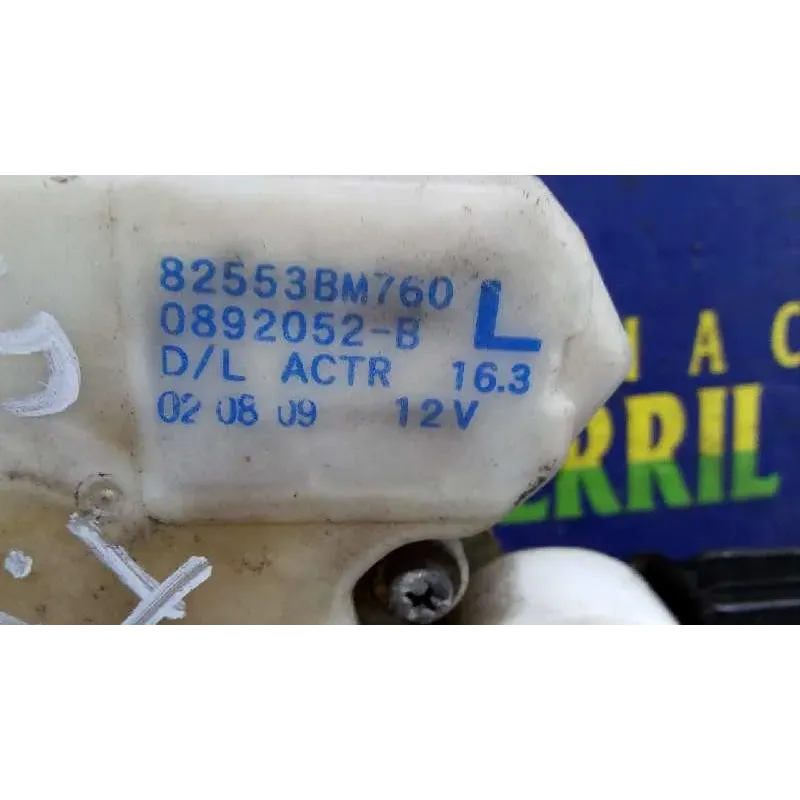 82553BM760
0892052-B L
D/L ACTR 16.3
02 08 09 12V
A C
ERRIL